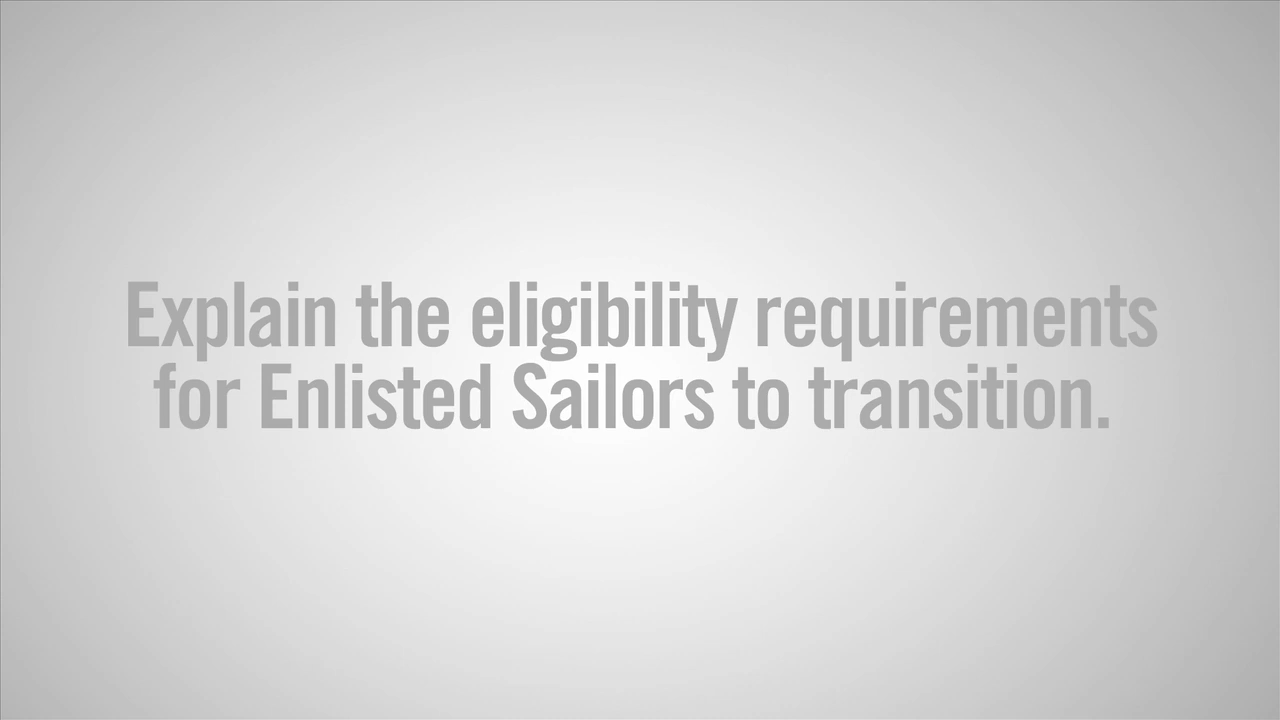 Explain the eligibility requirements
for Enlisted Sailors to transition.